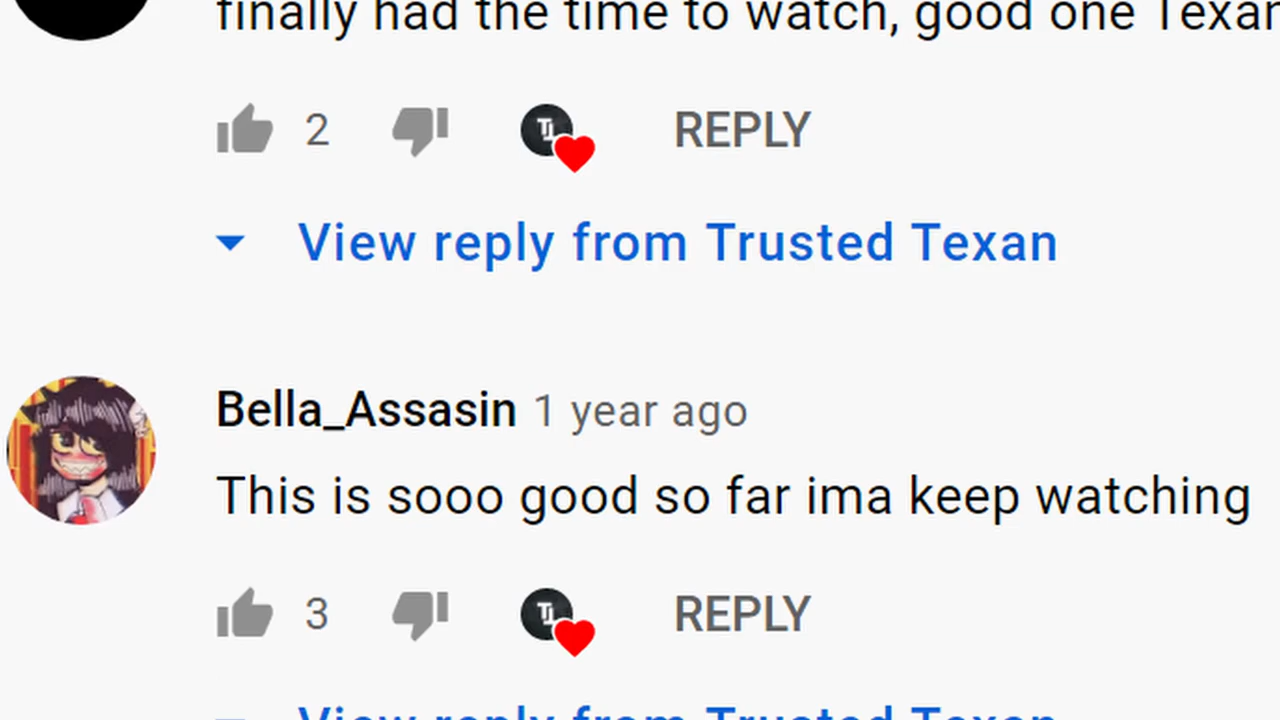 finally had the time to watch, good one Texan
2
REPLY
View reply from Trusted Texan
Bella_Assasin 1 year ago
This is sooo good so far ima keep watching
3
REPLY
View reply from Trusted Texan